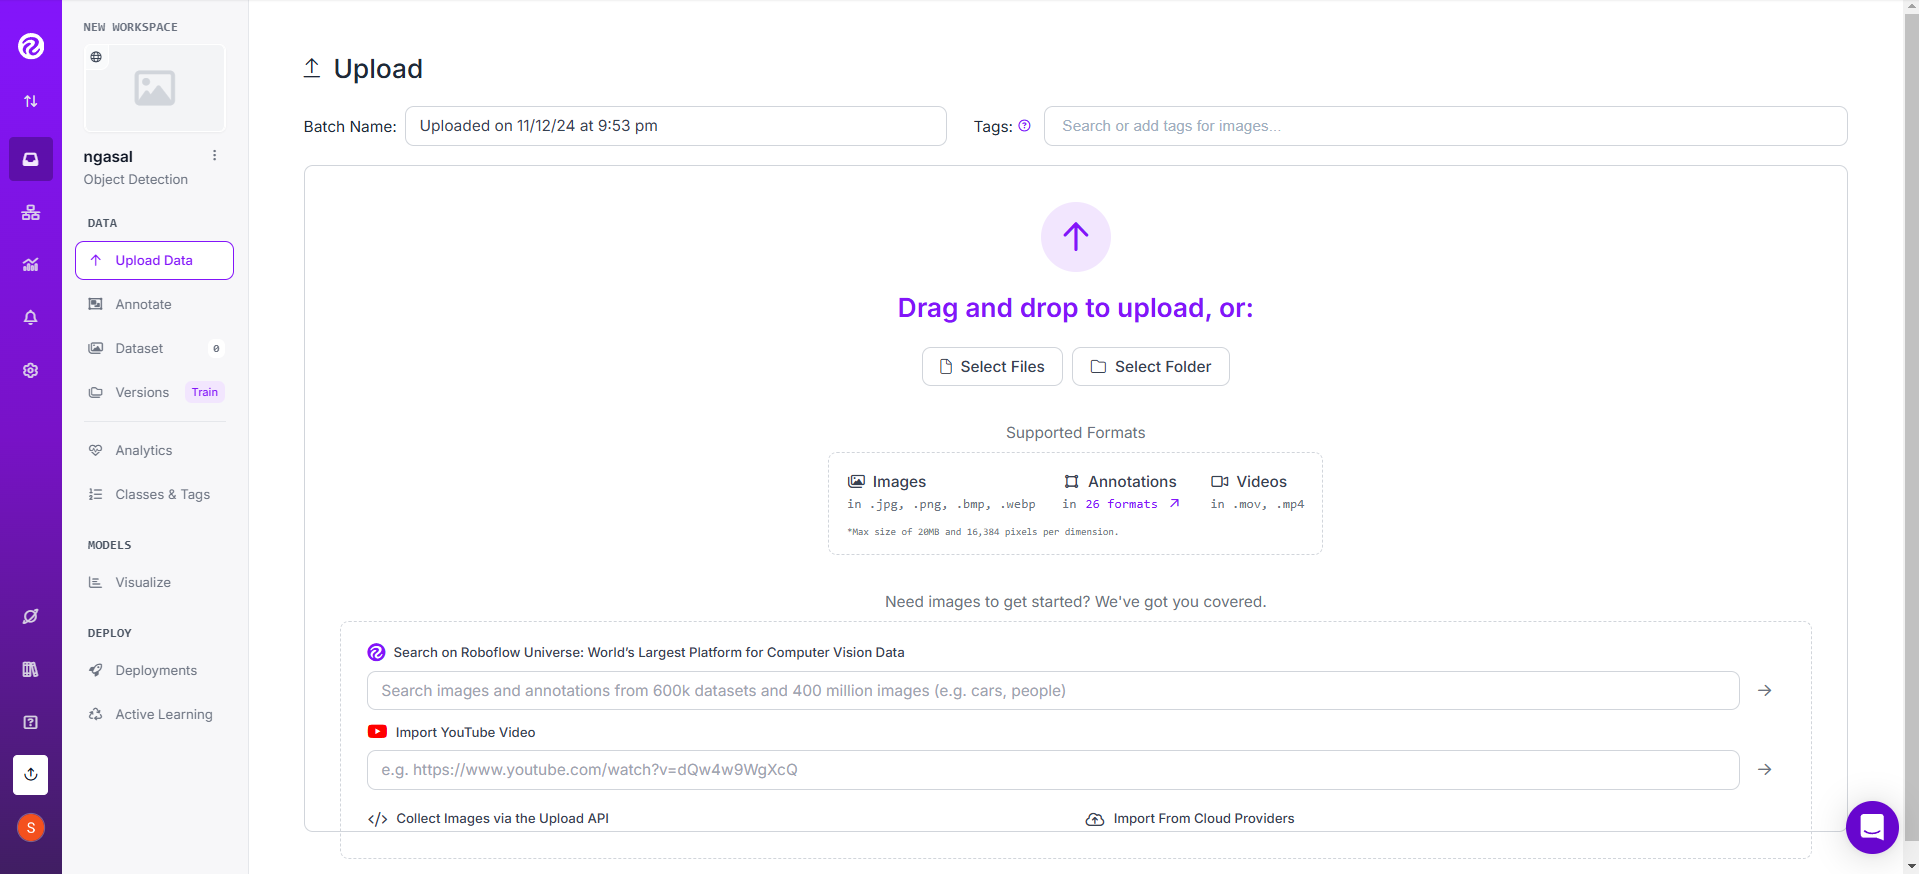 NEW WORKSPACE
ngasal
Object Detection
DATA
Upload Data
Annotate
Dataset 0
Versions Train
Analytics
Classes & Tags
MODELS
Visualize
DEPLOY
Deployments
Active Learning
S
Upload
Batch Name: Uploaded on 11/12/24 at 9:53 pm
Tags: Search or add tags for images...
Drag and drop to upload, or:
Select Files Select Folder
Supported Formats
Images Annotations Videos
in .jpg, .png, .bmp, .webp in 26 formats in .mov, .mp4
*Max size of 20MB and 16,384 pixels per dimension.
Need images to get started? We've got you covered.
Search on Roboflow Universe: World's Largest Platform for Computer Vision Data
Search images and annotations from 600k datasets and 400 million images (e.g. cars, people)
Import YouTube Video
e.g. https://www.youtube.com/watch?v=dQw4w9WgXcQ
</> Collect Images via the Upload API
Import From Cloud Providers